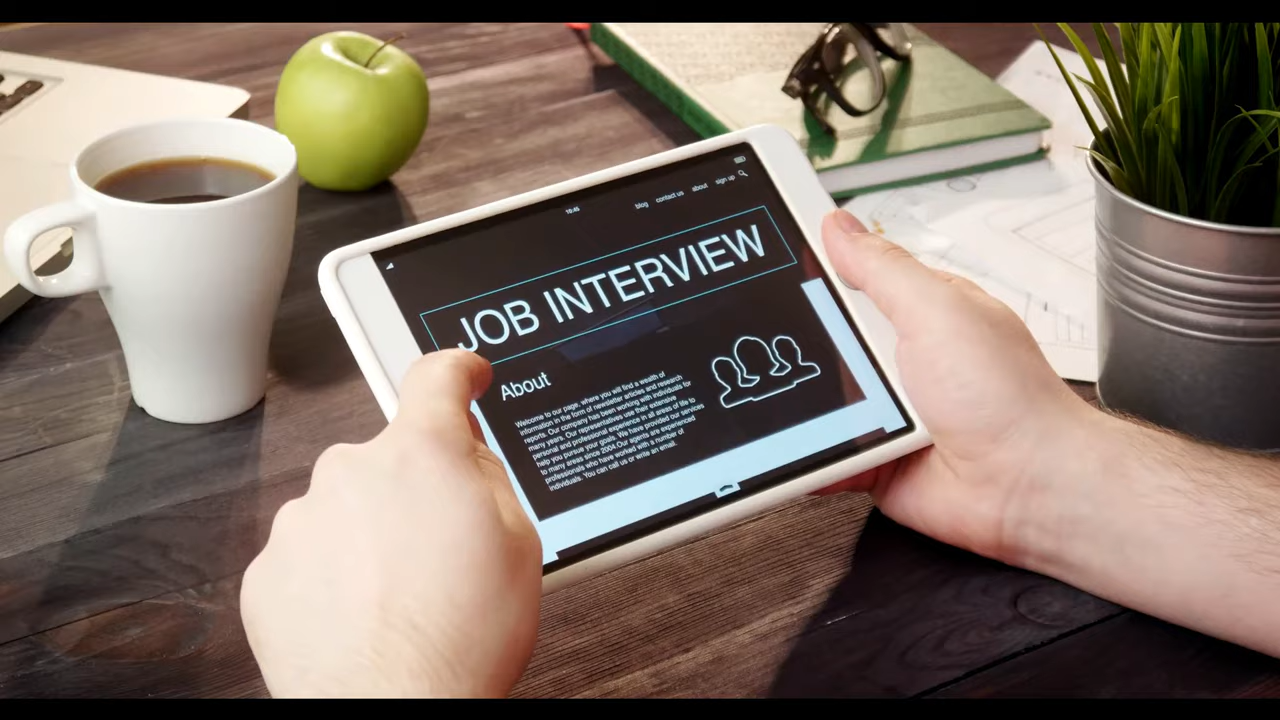 10:45
blog contact us about sign up
JOB INTERVIEW
About
Welcome to our page, where you will find a wealth of
information in the form of newsletter articles and research
reports. Our company has been working with individuals for
many years. Our representatives use their extensive
personal and professional experience in all areas of life to
help you pursue your goals. We have provided our services
to many areas since 2004.Our agents are experienced
professionals who have worked with a number of
individuals. You can call us or write an email.